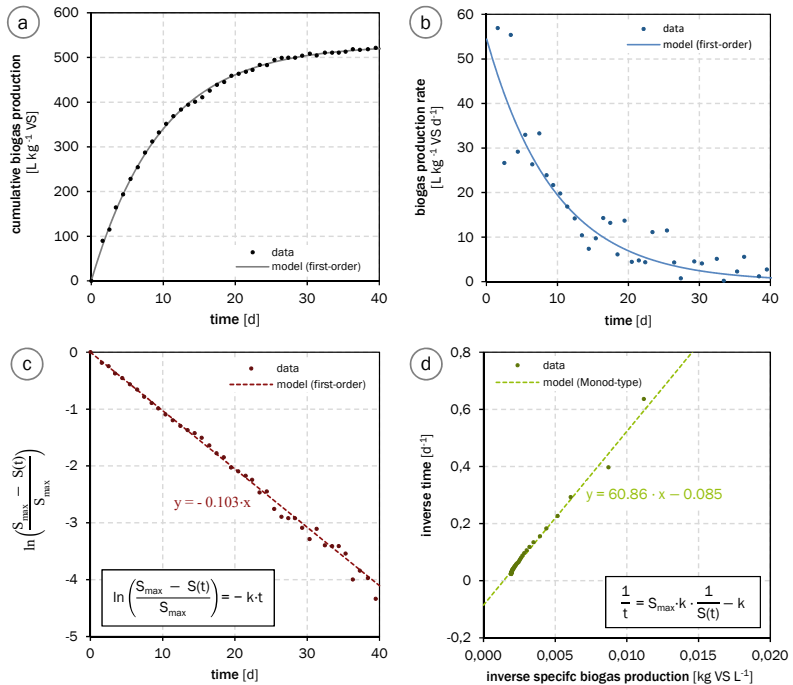 a
cumulative biogas production
[L kg⁻¹ VS]
600
500
400
300
200
100
0
0 10 20 30 40
time [d]
data
model (first-order)
b
biogas production rate
[L kg⁻¹ VS d⁻¹]
60
50
40
30
20
10
0
0 10 20 30 40
time [d]
data
model (first-order)
c
ln((S_max − S(t))/S_max)
0
-1
-2
-3
-4
-5
0 10 20 30 40
time [d]
data
model (first-order)
y = - 0.103·x
ln((S_max − S(t))/S_max) = − k·t
d
inverse time [d⁻¹]
0,8
0,6
0,4
0,2
0
-0,2
0,000 0,005 0,010 0,015 0,020
inverse specifc biogas production [kg VS L⁻¹]
data
model (Monod-type)
y = 60.86 · x – 0.085
1/t = S_max·k · 1/S(t) – k